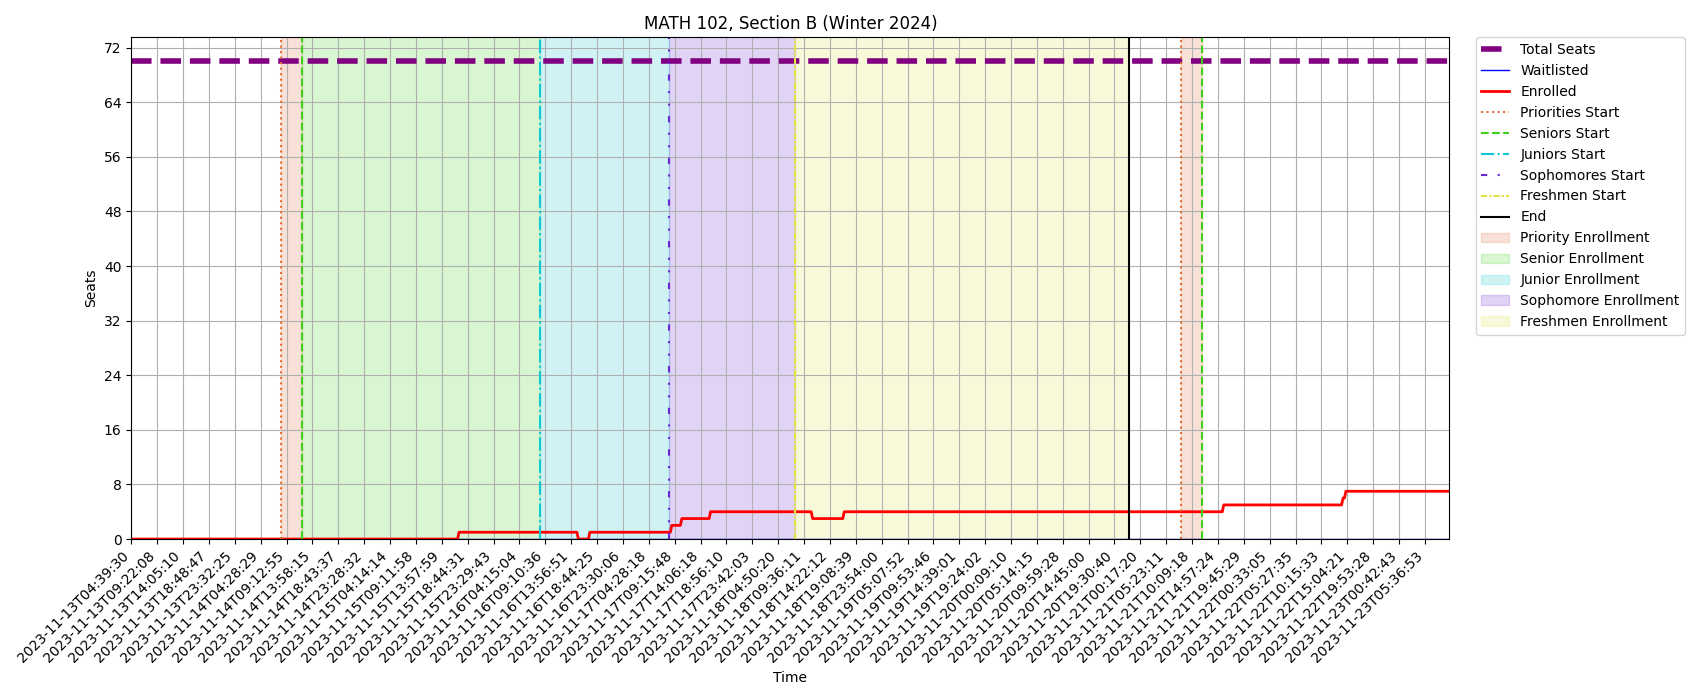 MATH 102, Section B (Winter 2024)
Seats
72
64
56
48
40
32
24
16
8
0
2023-11-13T04:39:30
2023-11-13T09:22:08
2023-11-13T14:05:10
2023-11-13T18:48:47
2023-11-13T23:32:25
2023-11-14T04:28:29
2023-11-14T09:12:55
2023-11-14T13:58:15
2023-11-14T18:43:37
2023-11-14T23:28:32
2023-11-15T04:14:14
2023-11-15T09:11:58
2023-11-15T13:57:59
2023-11-15T18:44:31
2023-11-15T23:29:43
2023-11-16T04:15:04
2023-11-16T09:10:36
2023-11-16T13:56:51
2023-11-16T18:44:25
2023-11-16T23:30:06
2023-11-17T04:28:18
2023-11-17T09:15:48
2023-11-17T14:06:18
2023-11-17T18:56:10
2023-11-17T23:42:03
2023-11-18T04:50:20
2023-11-18T09:36:11
2023-11-18T14:22:12
2023-11-18T19:08:39
2023-11-18T23:54:00
2023-11-19T05:07:52
2023-11-19T09:53:46
2023-11-19T14:39:01
2023-11-19T19:24:02
2023-11-20T00:09:10
2023-11-20T05:14:15
2023-11-20T09:59:28
2023-11-20T14:45:00
2023-11-20T19:30:40
2023-11-21T00:17:20
2023-11-21T05:23:11
2023-11-21T10:09:18
2023-11-21T14:57:24
2023-11-21T19:45:29
2023-11-22T00:33:05
2023-11-22T05:27:35
2023-11-22T10:15:33
2023-11-22T15:04:21
2023-11-22T19:53:28
2023-11-23T00:42:43
2023-11-23T05:36:53
Time
Total Seats
Waitlisted
Enrolled
Priorities Start
Seniors Start
Juniors Start
Sophomores Start
Freshmen Start
End
Priority Enrollment
Senior Enrollment
Junior Enrollment
Sophomore Enrollment
Freshmen Enrollment